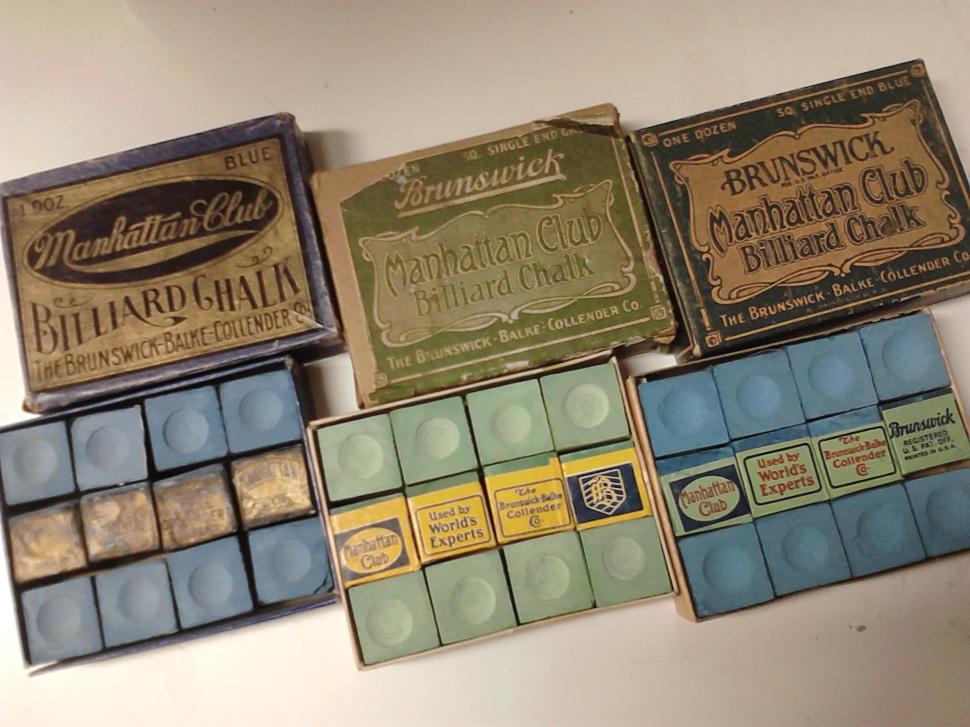 1 DOZ
BLUE
Manhattan Club
BILLIARD CHALK
THE BRUNSWICK-BALKE-COLLENDER Co.
SQ. SINGLE END
Brunswick
Manhattan Club
Billiard Chalk
THE BRUNSWICK-BALKE-COLLENDER Co.
ONE DOZEN
SQ. SINGLE END BLUE
BRUNSWICK
Manhattan Club
Billiard Chalk
THE BRUNSWICK-BALKE-COLLENDER Co.
Manhattan
Club
Used by
World's
Experts
The
Brunswick-Balke
Collender
Co.
Manhattan
Club
Used by
World's
Experts
The
Brunswick-Balke
Collender
Co.
Brunswick
REGISTERED
U.S. PAT. OFF.
PRINTED IN U.S.A.